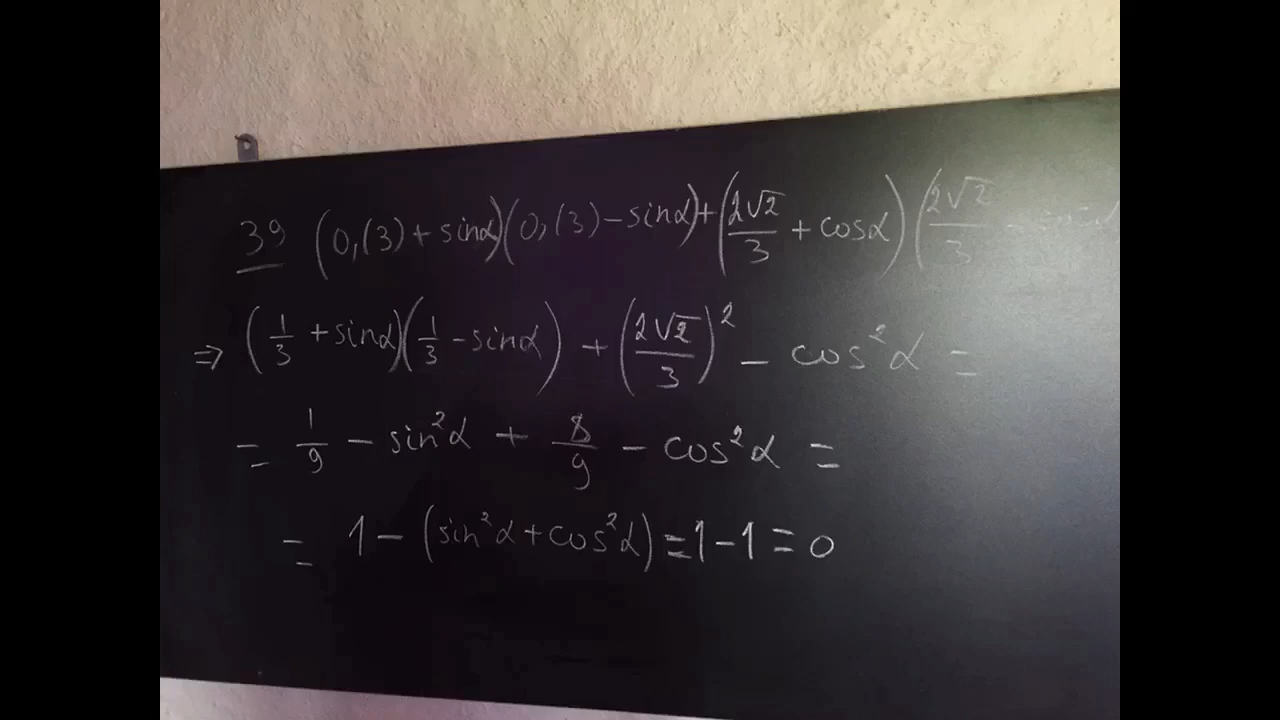 39 (0,(3) + sinα)(0,(3) - sinα) + (2√2/3 + cosα)(2√2/3 - cosα
⇒ (1/3 + sinα)(1/3 - sinα) + (2√2/3)² - cos²α =
= 1/9 - sin²α + 8/9 - cos²α =
= 1 - (sin²α + cos²α) = 1 - 1 = 0